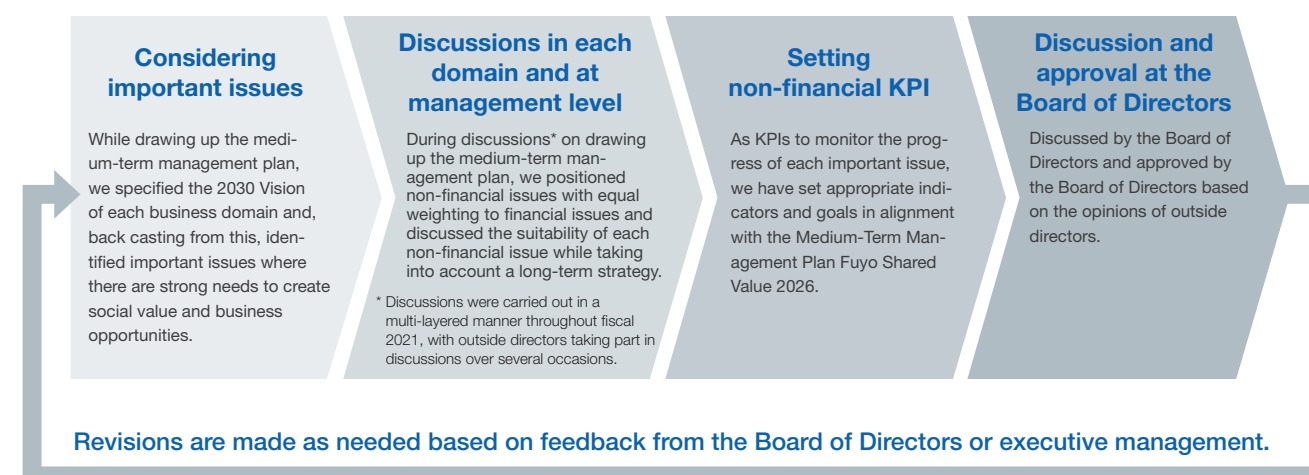 Considering
important issues
While drawing up the medi-
um-term management plan,
we specified the 2030 Vision
of each business domain and,
back casting from this, iden-
tified important issues where
there are strong needs to create
social value and business
opportunities.
Discussions in each
domain and at
management level
During discussions* on drawing
up the medium-term man-
agement plan, we positioned
non-financial issues with equal
weighting to financial issues and
discussed the suitability of each
non-financial issue while taking
into account a long-term strategy.
* Discussions were carried out in a
multi-layered manner throughout fiscal
2021, with outside directors taking part in
discussions over several occasions.
Setting
non-financial KPI
As KPIs to monitor the prog-
ress of each important issue,
we have set appropriate indi-
cators and goals in alignment
with the Medium-Term Man-
agement Plan Fuyo Shared
Value 2026.
Discussion and
approval at the
Board of Directors
Discussed by the Board of
Directors and approved by
the Board of Directors based
on the opinions of outside
directors.
Revisions are made as needed based on feedback from the Board of Directors or executive management.